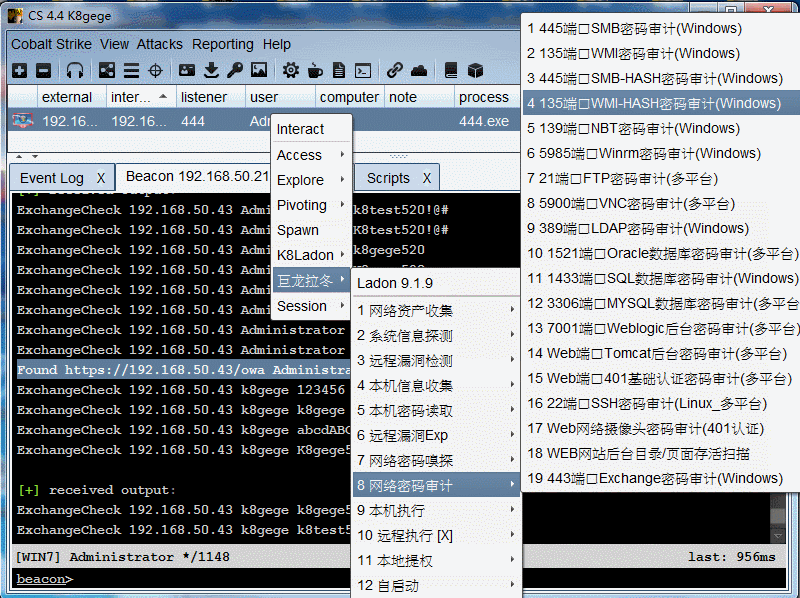 CS 4.4 K8gege
Cobalt Strike View Attacks Reporting Help
external inter... listener user computer note process
192.16... 192.16... 444 444.exe
Event Log X Beacon 192.168.50.21 Scripts X
ExchangeCheck 192.168.50.43 k8test520!@#
ExchangeCheck 192.168.50.43 K8test520!@#
ExchangeCheck 192.168.50.43 k8gege520
ExchangeCheck 192.168.50.43
ExchangeCheck 192.168.50.43
ExchangeCheck 192.168.50.43
ExchangeCheck 192.168.50.43 Administrator
ExchangeCheck 192.168.50.43 Administrator
Found https://192.168.50.43/owa Administra
ExchangeCheck 192.168.50.43 k8gege 123456
ExchangeCheck 192.168.50.43 k8gege k8gege
ExchangeCheck 192.168.50.43 k8gege abcdABC
ExchangeCheck 192.168.50.43 k8gege K8gege5
[+] received output:
ExchangeCheck 192.168.50.43 k8gege k8gege5
ExchangeCheck 192.168.50.43 k8gege k8test5
[WIN7] Administrator */1148 last: 956ms
beacon>
Interact
Access
Explore
Pivoting
Spawn
K8Ladon
巨龙拉冬
Session
Ladon 9.1.9
1 网络资产收集
2 系统信息探测
3 远程漏洞检测
4 本机信息收集
5 本机密码读取
6 远程漏洞Exp
7 网络密码嗅探
8 网络密码审计
9 本机执行
10 远程执行 [X]
11 本地提权
12 自启动
1 445端口SMB密码审计(Windows)
2 135端口WMI密码审计(Windows)
3 445端口SMB-HASH密码审计(Windows)
4 135端口WMI-HASH密码审计(Windows)
5 139端口NBT密码审计(Windows)
6 5985端口Winrm密码审计(Windows)
7 21端口FTP密码审计(多平台)
8 5900端口VNC密码审计(多平台)
9 389端口LDAP密码审计(Windows)
10 1521端口Oracle数据库密码审计(多平台)
11 1433端口SQL数据库密码审计(Windows)
12 3306端口MYSQL数据库密码审计(多平台
13 7001端口Weblogic后台密码审计(多平台)
14 Web端口Tomcat后台密码审计(多平台)
15 Web端口401基础认证密码审计(多平台)
16 22端口SSH密码审计(Linux_多平台)
17 Web网络摄像头密码审计(401认证)
18 WEB网站后台目录/页面存活扫描
19 443端口Exchange密码审计(Windows)